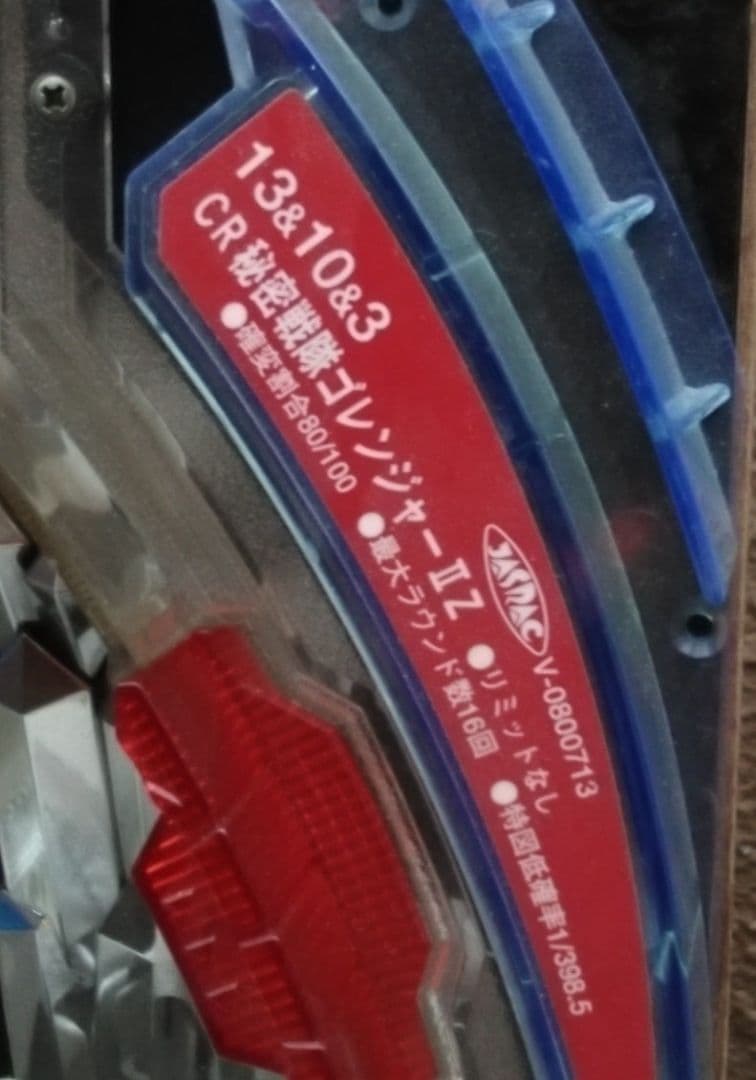 13&10&3
CR秘密戦隊ゴレンジャーⅡZ
●確変割合80/100 ●最大ラウンド数16回
JASRAC V-0800713
●リミットなし
●特図低確率1/398.5